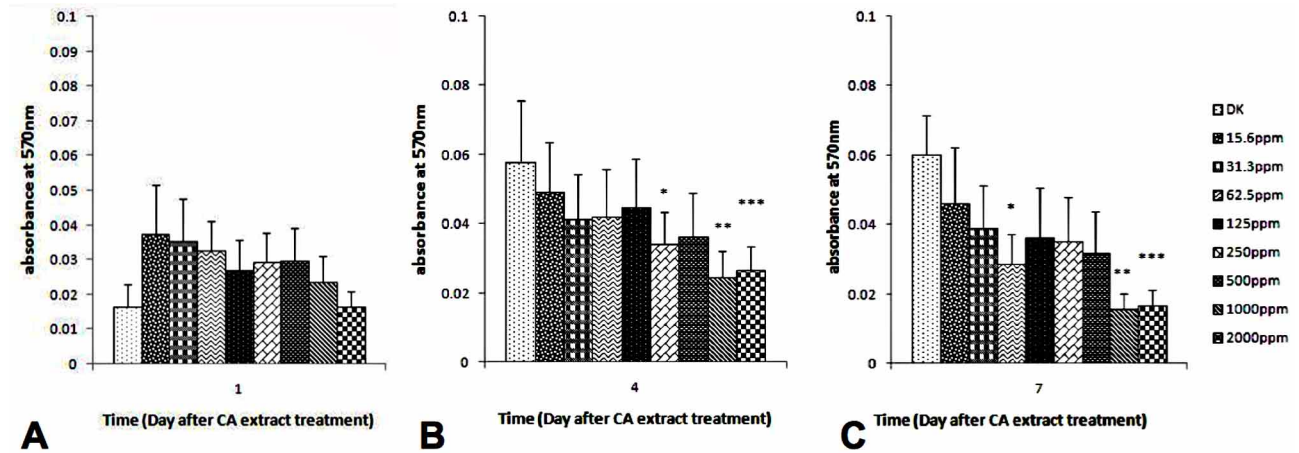 0.1
0.09
0.08
0.07
0.06
0.05
0.04
0.03
0.02
0.01
0
absorbance at 570nm
1
Time (Day after CA extract treatment)
A
0.1
0.08
0.06
0.04
0.02
0
absorbance at 570nm
*
**
***
4
Time (Day after CA extract treatment)
B
0.1
0.08
0.06
0.04
0.02
0
absorbance at 570nm
*
**
***
7
Time (Day after CA extract treatment)
C
DK
15.6ppm
31.3ppm
62.5ppm
125ppm
250ppm
500ppm
1000ppm
2000ppm